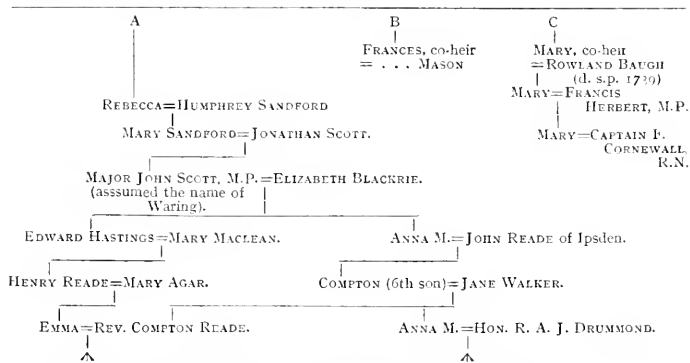 A B C
FRANCES, co-heir MARY, co-heir
= . . . MASON =ROWLAND BAUGH
(d. s.p. 1739)
MARY=FRANCIS
REBECCA=HUMPHREY SANDFORD HERBERT, M.P.
MARY SANDFORD=JONATHAN SCOTT. MARY=CAPTAIN F.
CORNEWALL,
R.N.
MAJOR JOHN SCOTT, M.P.=ELIZABETH BLACKRIE.
(asssumed the name of
Waring).
EDWARD HASTINGS=MARY MACLEAN. ANNA M.=JOHN READE of Ipsden.
HENRY READE=MARY AGAR. COMPTON (6th son)=JANE WALKER.
EMMA=REV. COMPTON READE. ANNA M.=HON. R. A. J. DRUMMOND.